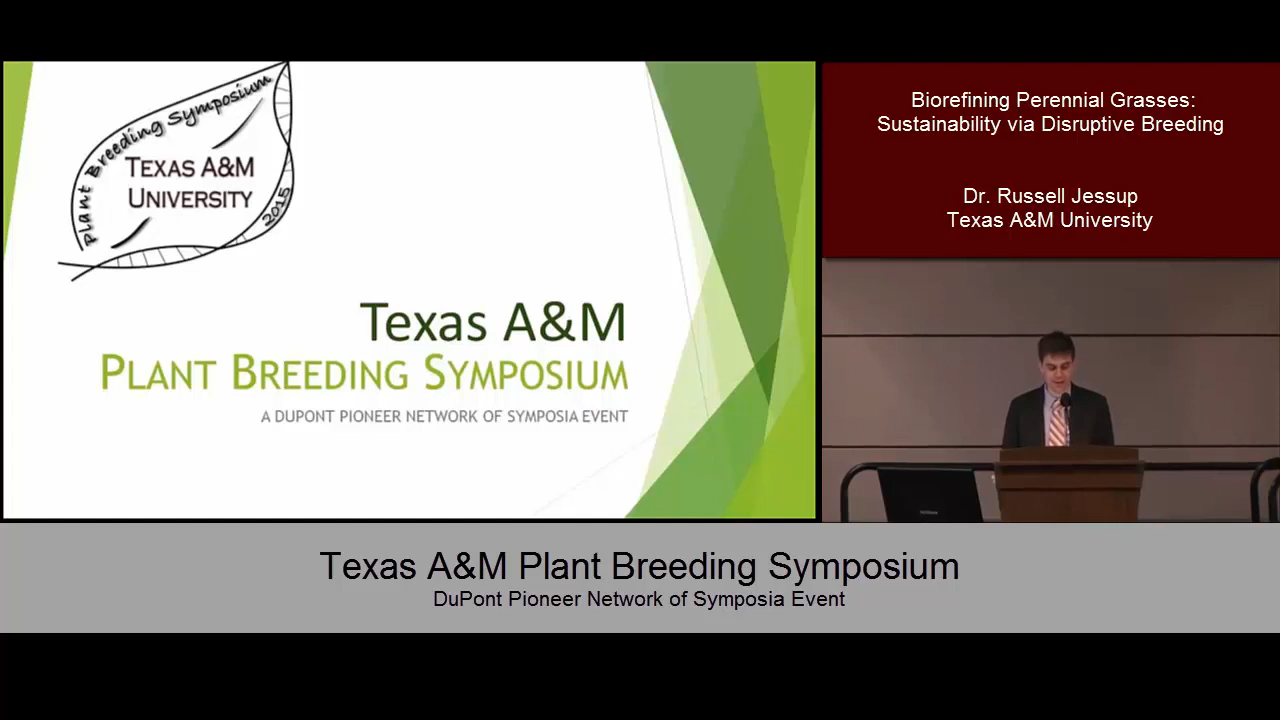 Plant Breeding Symposium
TEXAS A&M
UNIVERSITY
2015
Texas A&M
PLANT BREEDING SYMPOSIUM
A DUPONT PIONEER NETWORK OF SYMPOSIA EVENT
Biorefining Perennial Grasses:
Sustainability via Disruptive Breeding
Dr. Russell Jessup
Texas A&M University
Texas A&M Plant Breeding Symposium
DuPont Pioneer Network of Symposia Event